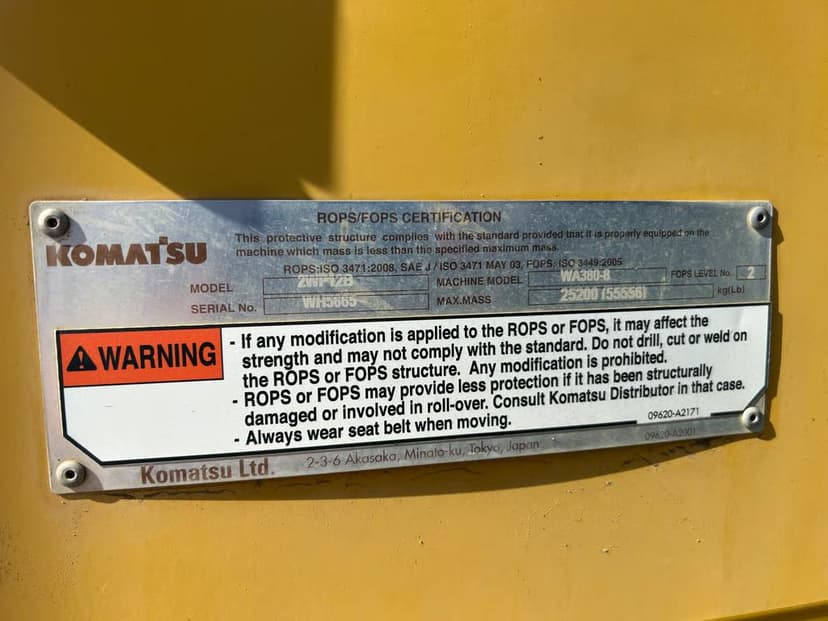 ROPS/FOPS CERTIFICATION
KOMATSU
This protective structure complies with the standard provided that it is properly equipped on the
machine which mass is less than the specified maximum mass.
ROPS:ISO 3471:2008, SAE J / ISO 3471 MAY 03, FOPS: ISO 3449:2005
MODEL MACHINE MODEL WA380-8 FOPS LEVEL No. 2
SERIAL No. WH5665 MAX.MASS 25200 (55556) kg(Lb)
WARNING
- If any modification is applied to the ROPS or FOPS, it may affect the
strength and may not comply with the standard. Do not drill, cut or weld on
the ROPS or FOPS structure. Any modification is prohibited.
- ROPS or FOPS may provide less protection if it has been structurally
damaged or involved in roll-over. Consult Komatsu Distributor in that case.
- Always wear seat belt when moving.
09620-A2171
09620-A2001
Komatsu Ltd. 2-3-6 Akasaka, Minato-ku, Tokyo, Japan